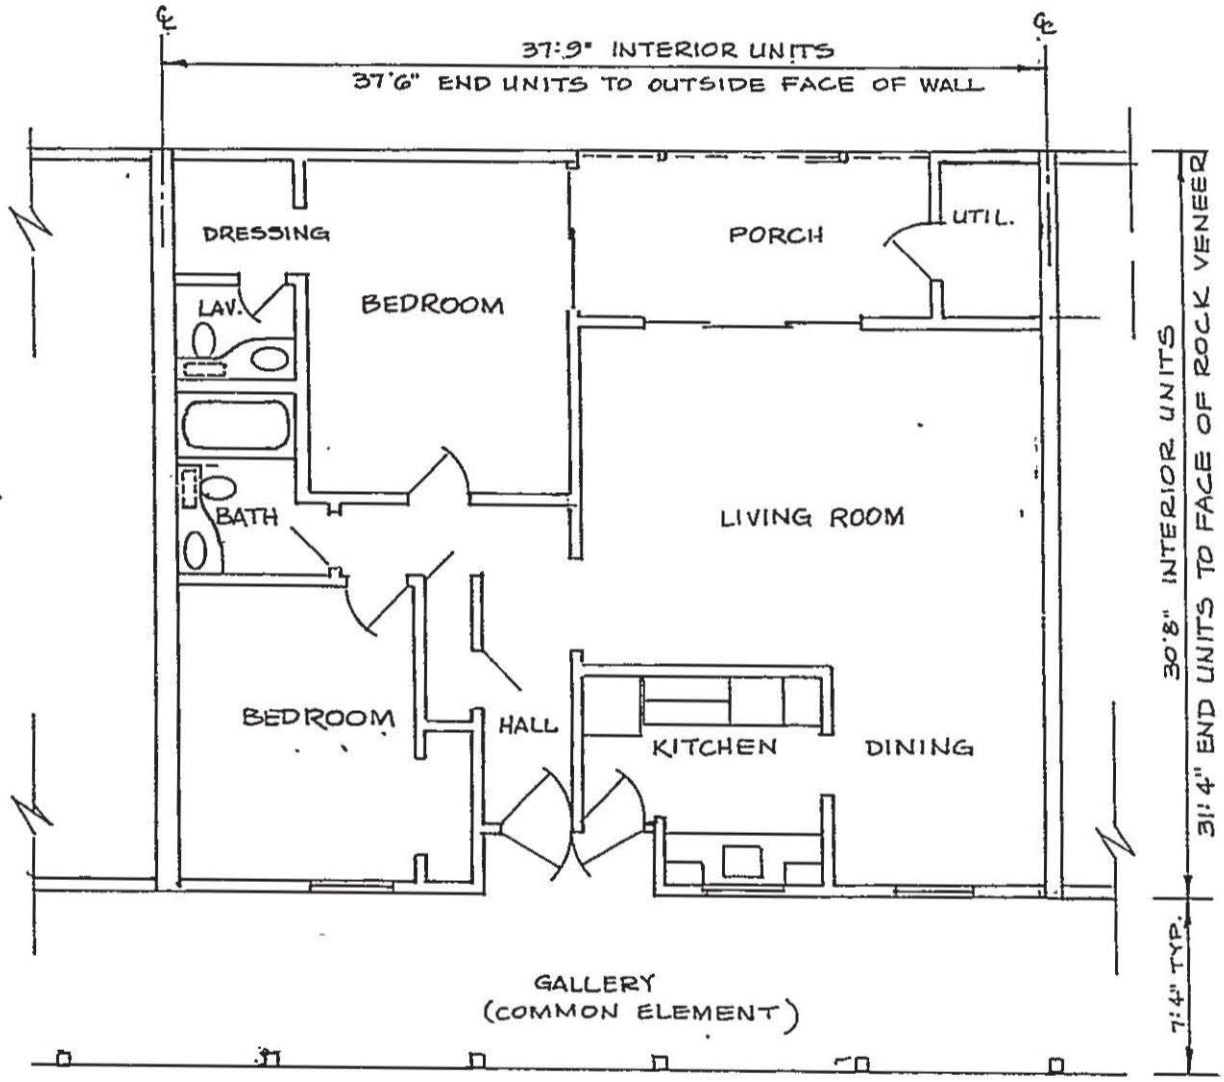 ℄ ℄
37'-9" INTERIOR UNITS
37'6" END UNITS TO OUTSIDE FACE OF WALL
DRESSING
PORCH
UTIL.
LAV.
BEDROOM
BATH
LIVING ROOM
BEDROOM
HALL
KITCHEN
DINING
30'8" INTERIOR UNITS
31'-4" END UNITS TO FACE OF ROCK VENEER
7'-4" TYP.
GALLERY
(COMMON ELEMENT)